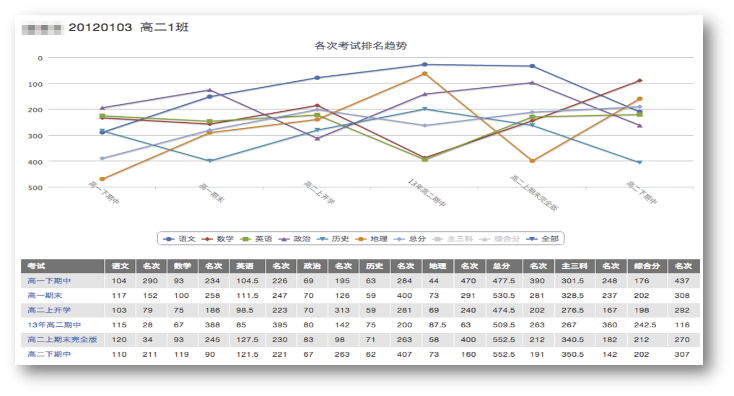 20120103 高二1班
各次考试排名趋势
0
100
200
300
400
500
高一下期中 高一期末 高二上开学 13年高二期中 高二上期末完全版 高二下期中
语文 数学 英语 政治 历史 地理 总分 主三科 综合分 全部
考试 语文 名次 数学 名次 英语 名次 政治 名次 历史 名次 地理 名次 总分 名次 主三科 名次 综合分 名次
高一下期中 104 290 93 234 104.5 226 69 195 63 284 44 470 477.5 390 301.5 248 176 437
高一期末 117 152 100 258 111.5 247 70 126 59 400 73 291 530.5 281 328.5 237 202 308
高二上开学 103 79 75 186 98.5 223 70 313 59 281 69 240 474.5 202 276.5 167 198 292
13年高二期中 115 28 67 388 85 395 80 142 75 200 87.5 63 509.5 263 267 360 242.5 116
高二上期末完全版 120 34 93 245 127.5 230 83 98 71 263 58 400 552.5 212 340.5 182 212 270
高二下期中 110 211 119 90 121.5 221 67 263 62 407 73 160 552.5 191 350.5 142 202 307